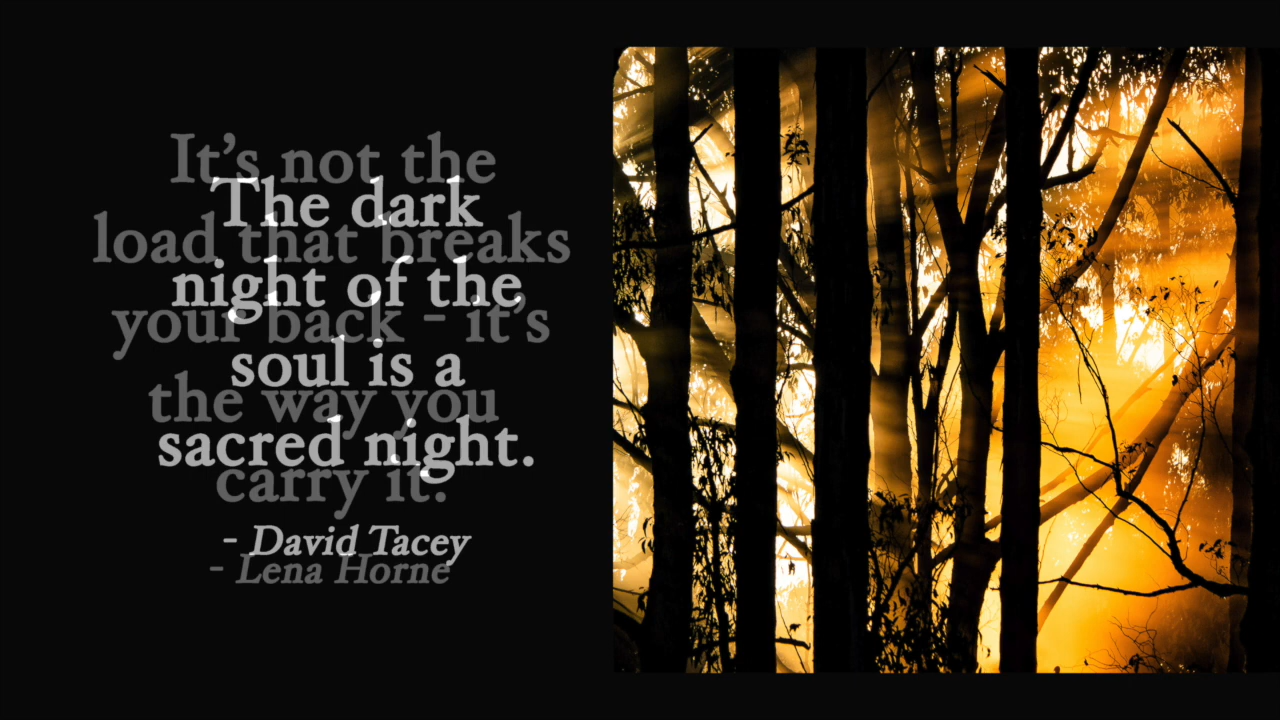 The dark
night of the
soul is a
sacred night.
- David Tacey
It's not the
load that breaks
your back - it's
the way you
carry it.
- Lena Horne